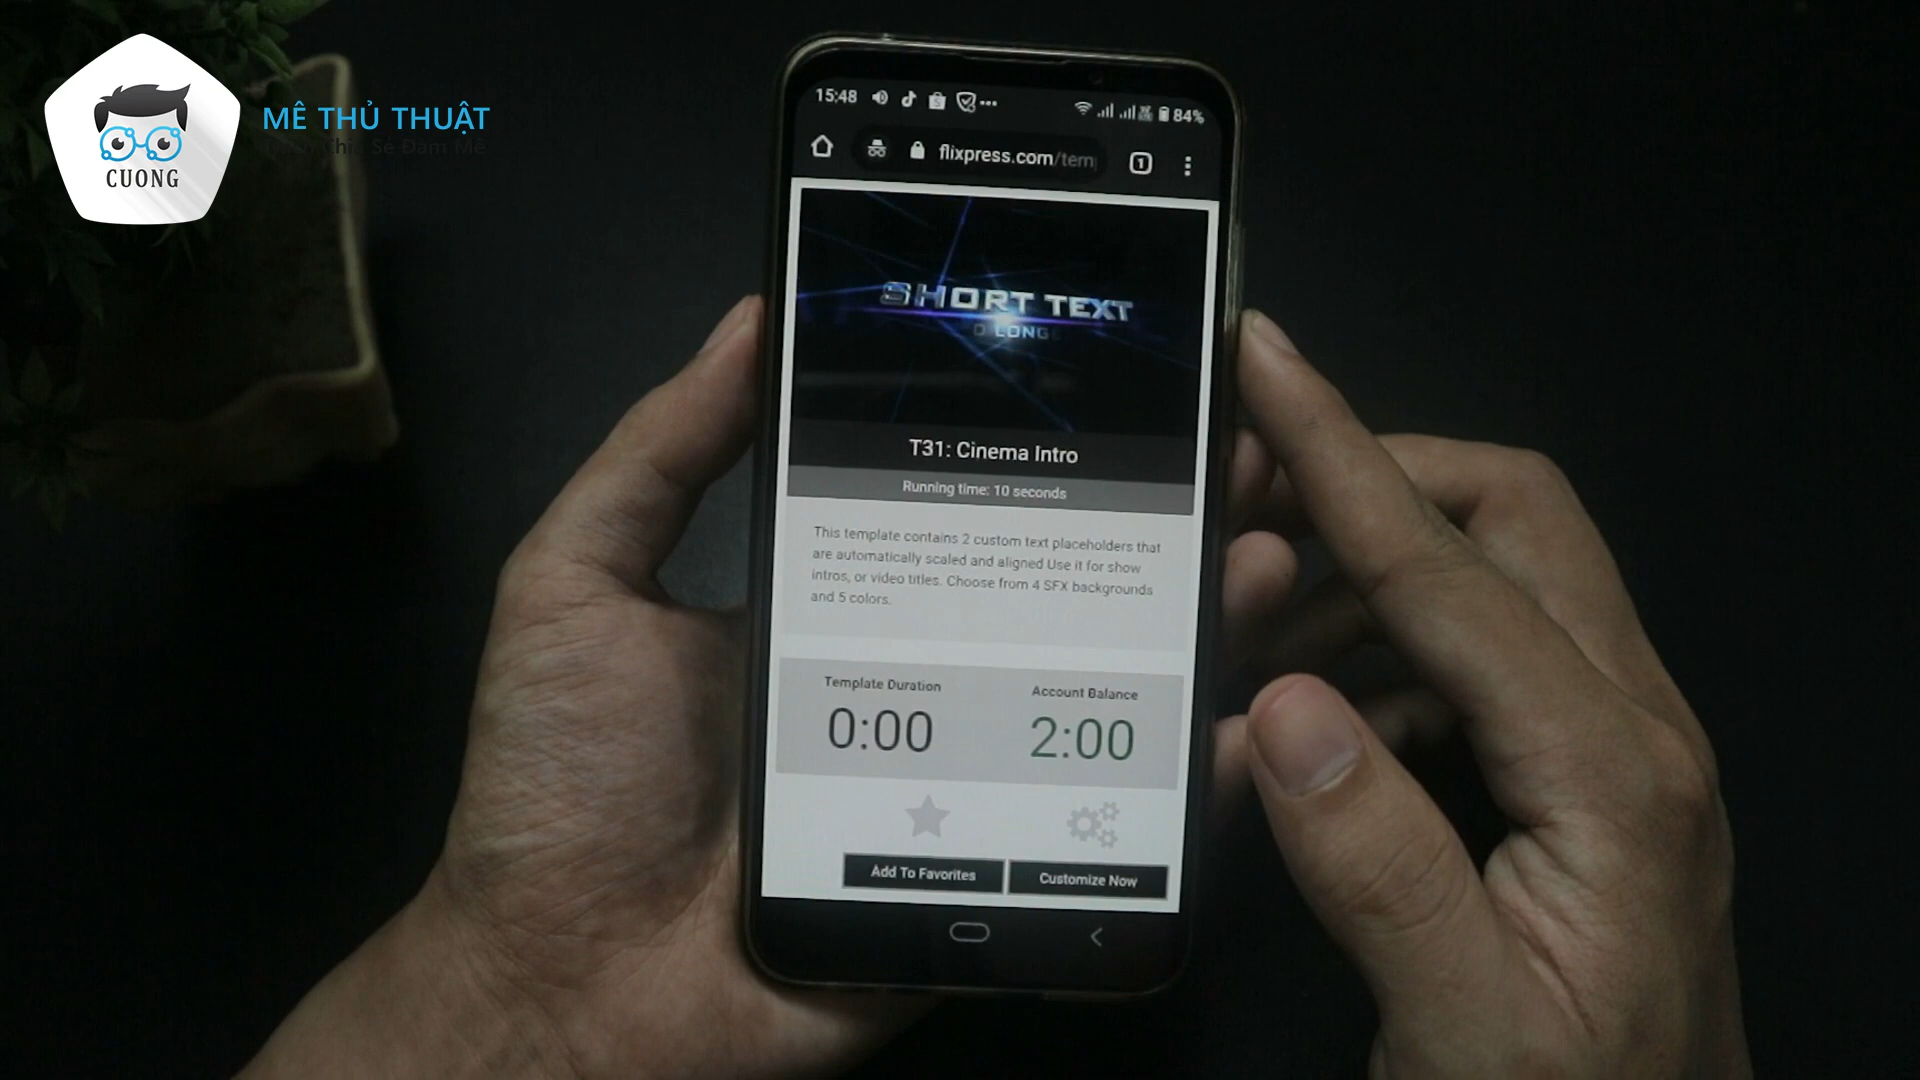 MÊ THỦ THUẬT
CUONG
15:48
84%
flixpress.com/tem
1
SHORT TEXT
LONG
T31: Cinema Intro
Running time: 10 seconds
This template contains 2 custom text placeholders that
are automatically scaled and aligned Use it for show
intros, or video titles. Choose from 4 SFX backgrounds
and 5 colors.
Template Duration
Account Balance
0:00
2:00
Add To Favorites
Customize Now